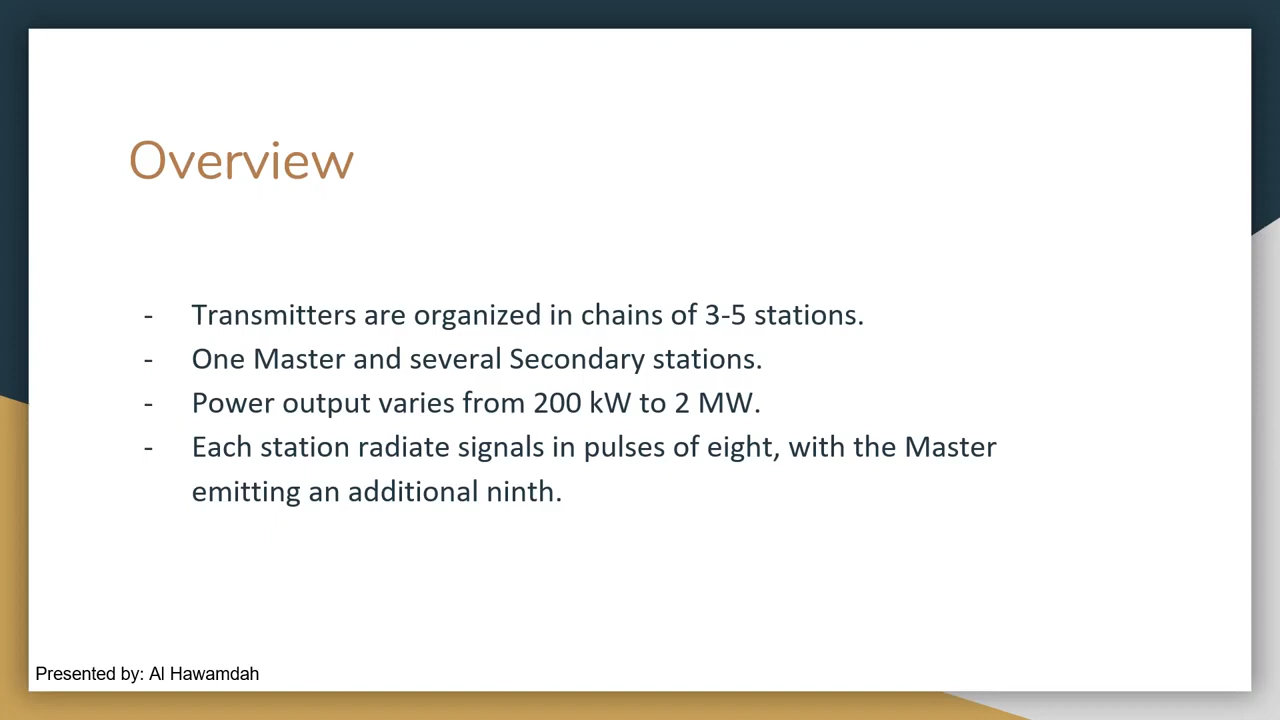 Overview
- Transmitters are organized in chains of 3-5 stations.
- One Master and several Secondary stations.
- Power output varies from 200 kW to 2 MW.
- Each station radiate signals in pulses of eight, with the Master
emitting an additional ninth.
Presented by: Al Hawamdah